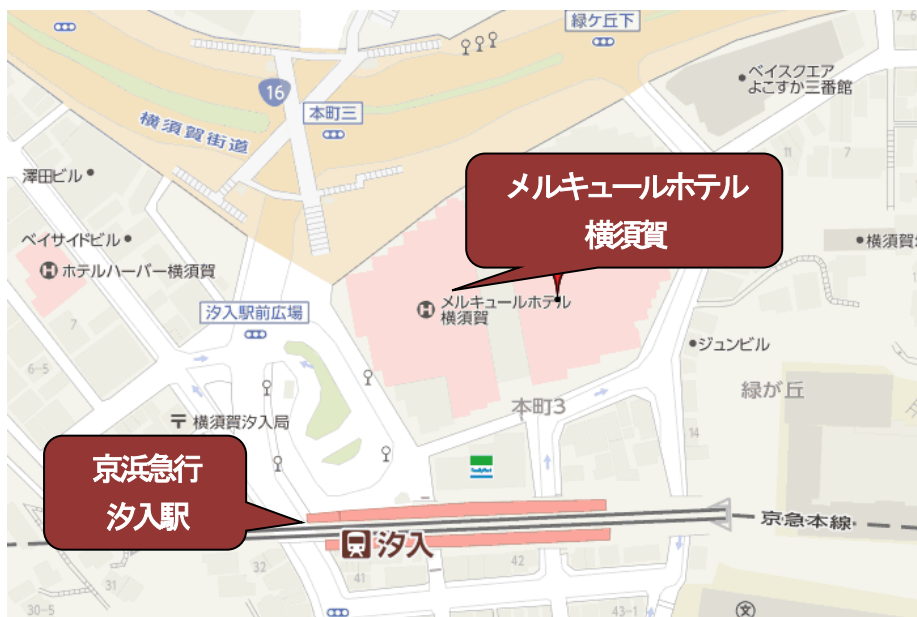 緑ケ丘下
7-6
16
本町三
横須賀街道
ベイスクエア
よこすか三番館
11
7
澤田ビル
メルキュールホテル
横須賀
ベイサイドビル
H ホテルハーバー横須賀
横須賀
汐入駅前広場
H メルキュールホテル
横須賀
7
6-5
ジュンビル
緑が丘
本町3
〒 横須賀汐入局
14
京浜急行
汐入駅
FamilyMart
京急本線
汐入
42
41
32
31
30-5
43-1
文